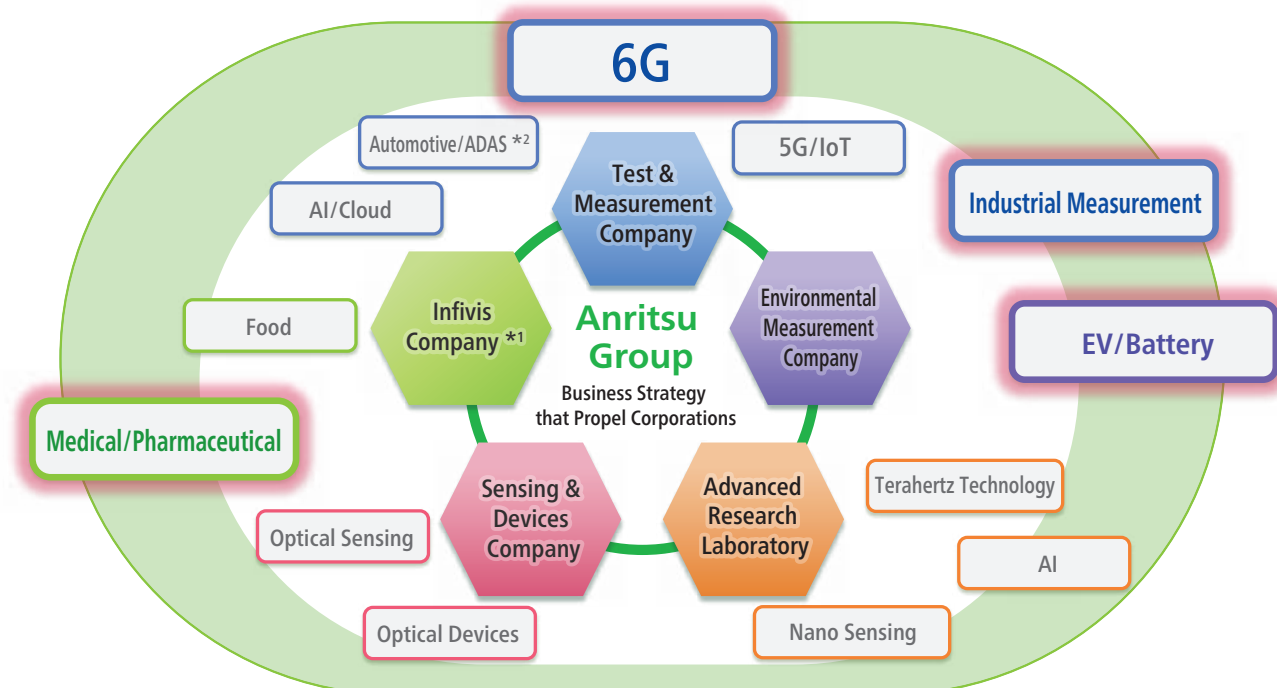 6G
Automotive/ADAS *2
5G/IoT
AI/Cloud
Test &
Measurement
Company
Industrial Measurement
Food
Infivis
Company *1
Anritsu
Group
Business Strategy
that Propel Corporations
Environmental
Measurement
Company
EV/Battery
Medical/Pharmaceutical
Sensing &
Devices
Company
Advanced
Research
Laboratory
Terahertz Technology
Optical Sensing
AI
Optical Devices
Nano Sensing